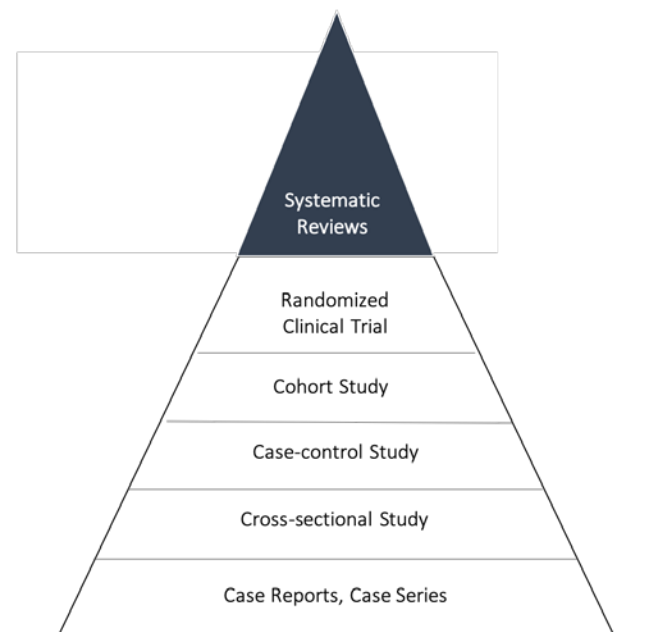 Systematic
Reviews
Randomized
Clinical Trial
Cohort Study
Case-control Study
Cross-sectional Study
Case Reports, Case Series